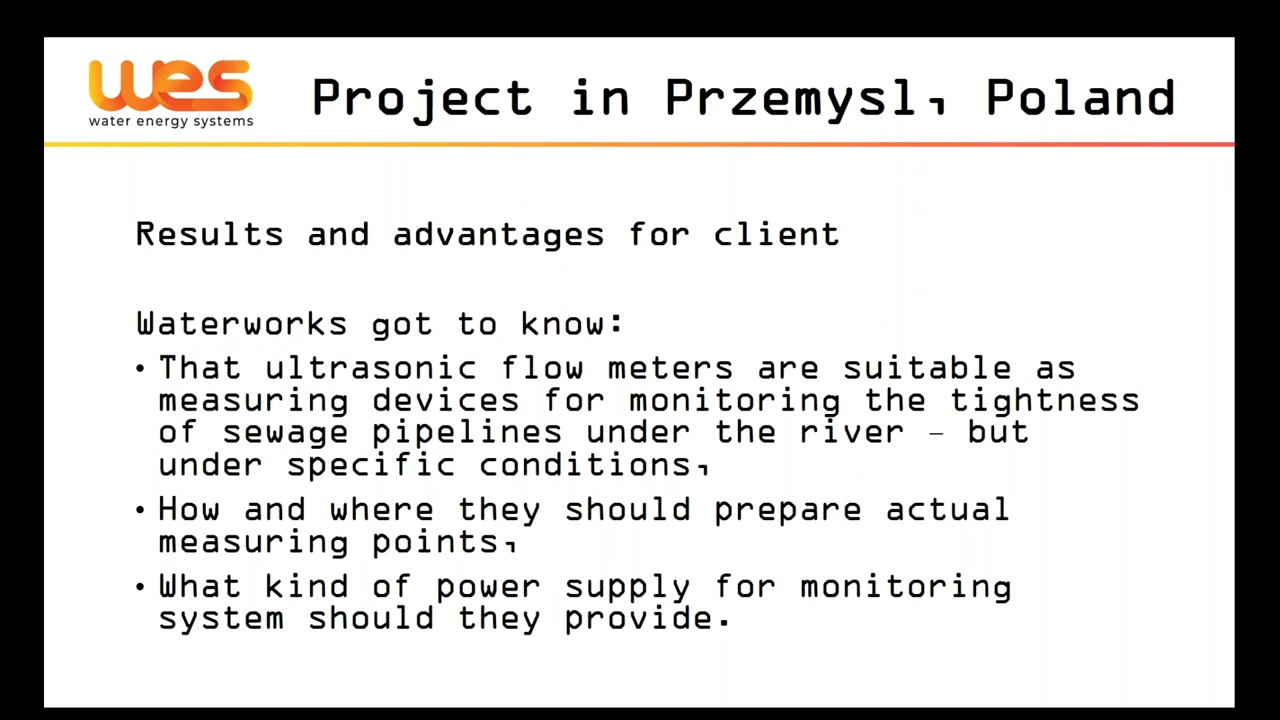 wes
water energy systems
Project in Przemysl, Poland
Results and advantages for client
Waterworks got to know:
• That ultrasonic flow meters are suitable as
measuring devices for monitoring the tightness
of sewage pipelines under the river – but
under specific conditions,
• How and where they should prepare actual
measuring points,
• What kind of power supply for monitoring
system should they provide.